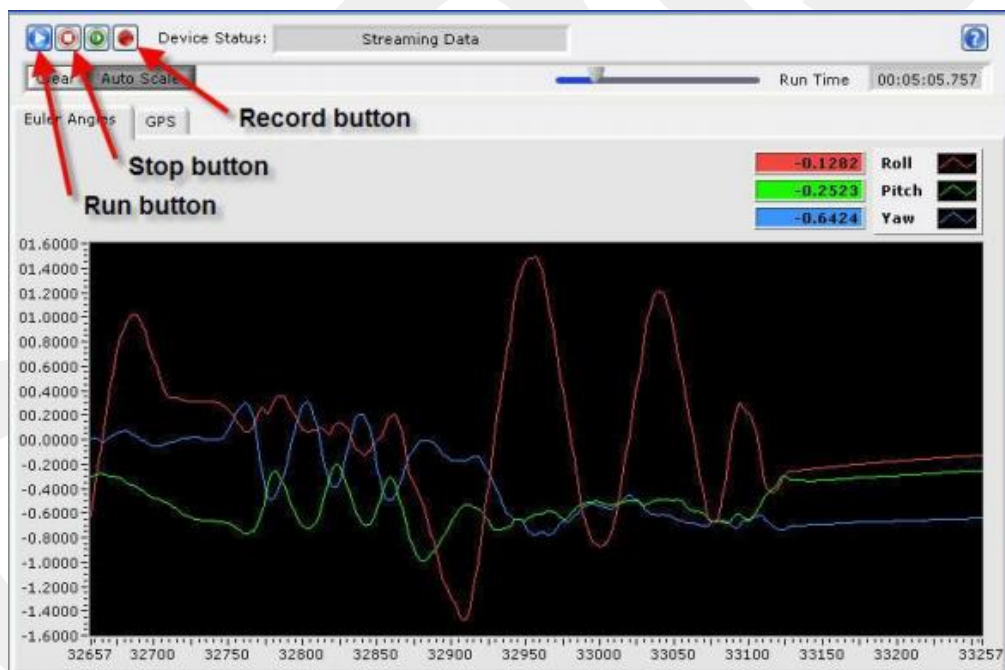 Device Status: Streaming Data
Clear Auto Scale Run Time 00:05:05.757
Euler Angles GPS Record button
Stop button
Run button
-0.1282 Roll
-0.2523 Pitch
-0.6424 Yaw
01.6000
01.4000
01.2000
01.0000
00.8000
00.6000
00.4000
00.2000
00.0000
-0.2000
-0.4000
-0.6000
-0.8000
-1.0000
-1.2000
-1.4000
-1.6000
32657 32700 32750 32800 32850 32900 32950 33000 33050 33100 33150 33200 33257